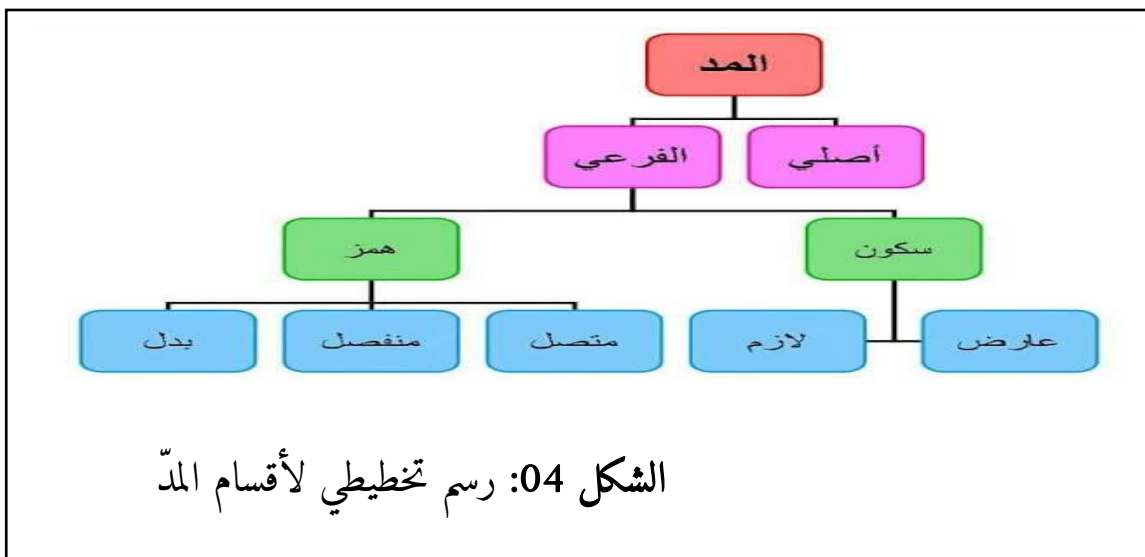 المد
أصلي الفرعي
سكون همز
عارض لازم متصل منفصل بدل
الشكل 04: رسم تخطيطي لأقسام المدّ